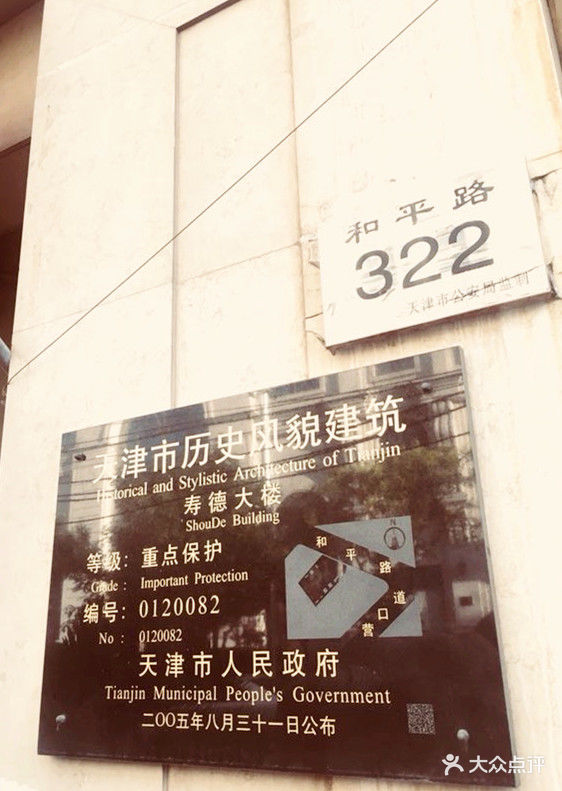 和平路
322
天津市公安局监制
天津市历史风貌建筑
Historical and Stylistic Architecture of Tianjin
寿德大楼
ShouDe Building
等级：重点保护
Grade : Important Protection
编号：0120082
No : 0120082
N
和平路
营口道
天津市人民政府
Tianjin Municipal People's Government
二〇〇五年八月三十一日公布
大众点评